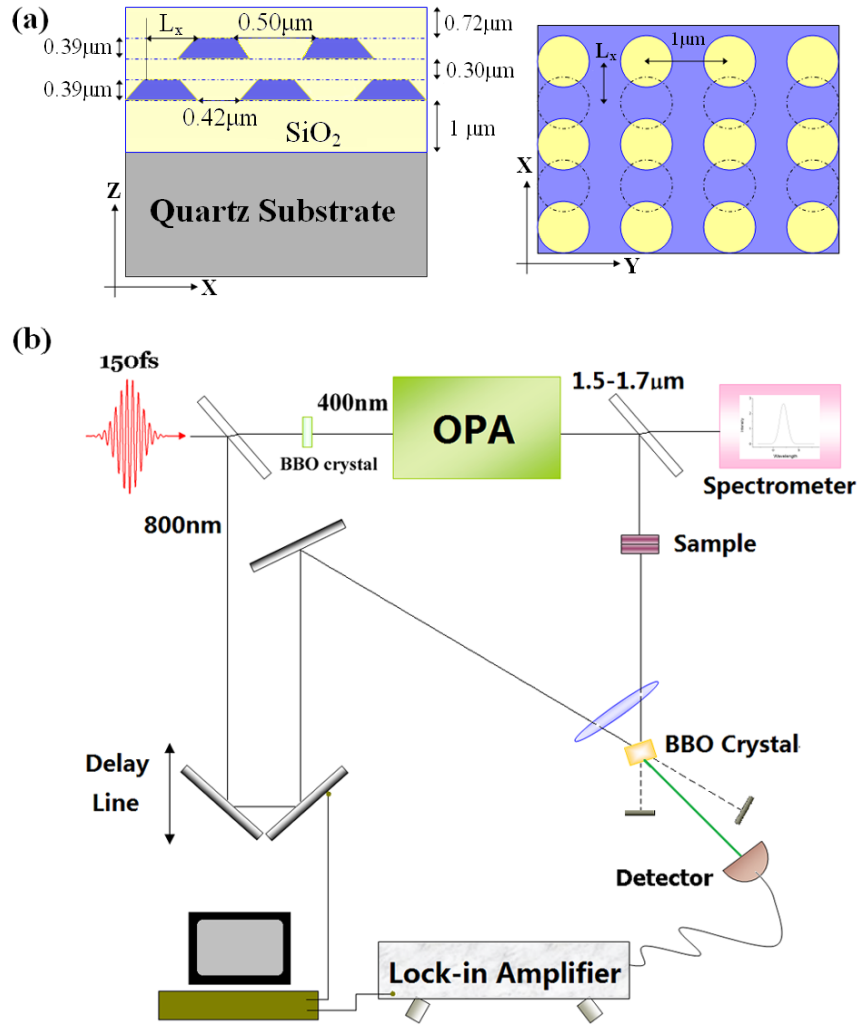 (a)
Lx
0.50μm
0.72μm
0.39μm
0.30μm
0.39μm
0.42μm
SiO2
1 μm
Z
Quartz Substrate
X
Lx
1μm
X
Y
(b)
150fs
400nm
OPA
1.5-1.7μm
BBO crystal
Spectrometer
800nm
Sample
BBO Crystal
Delay
Line
Detector
Lock-in Amplifier